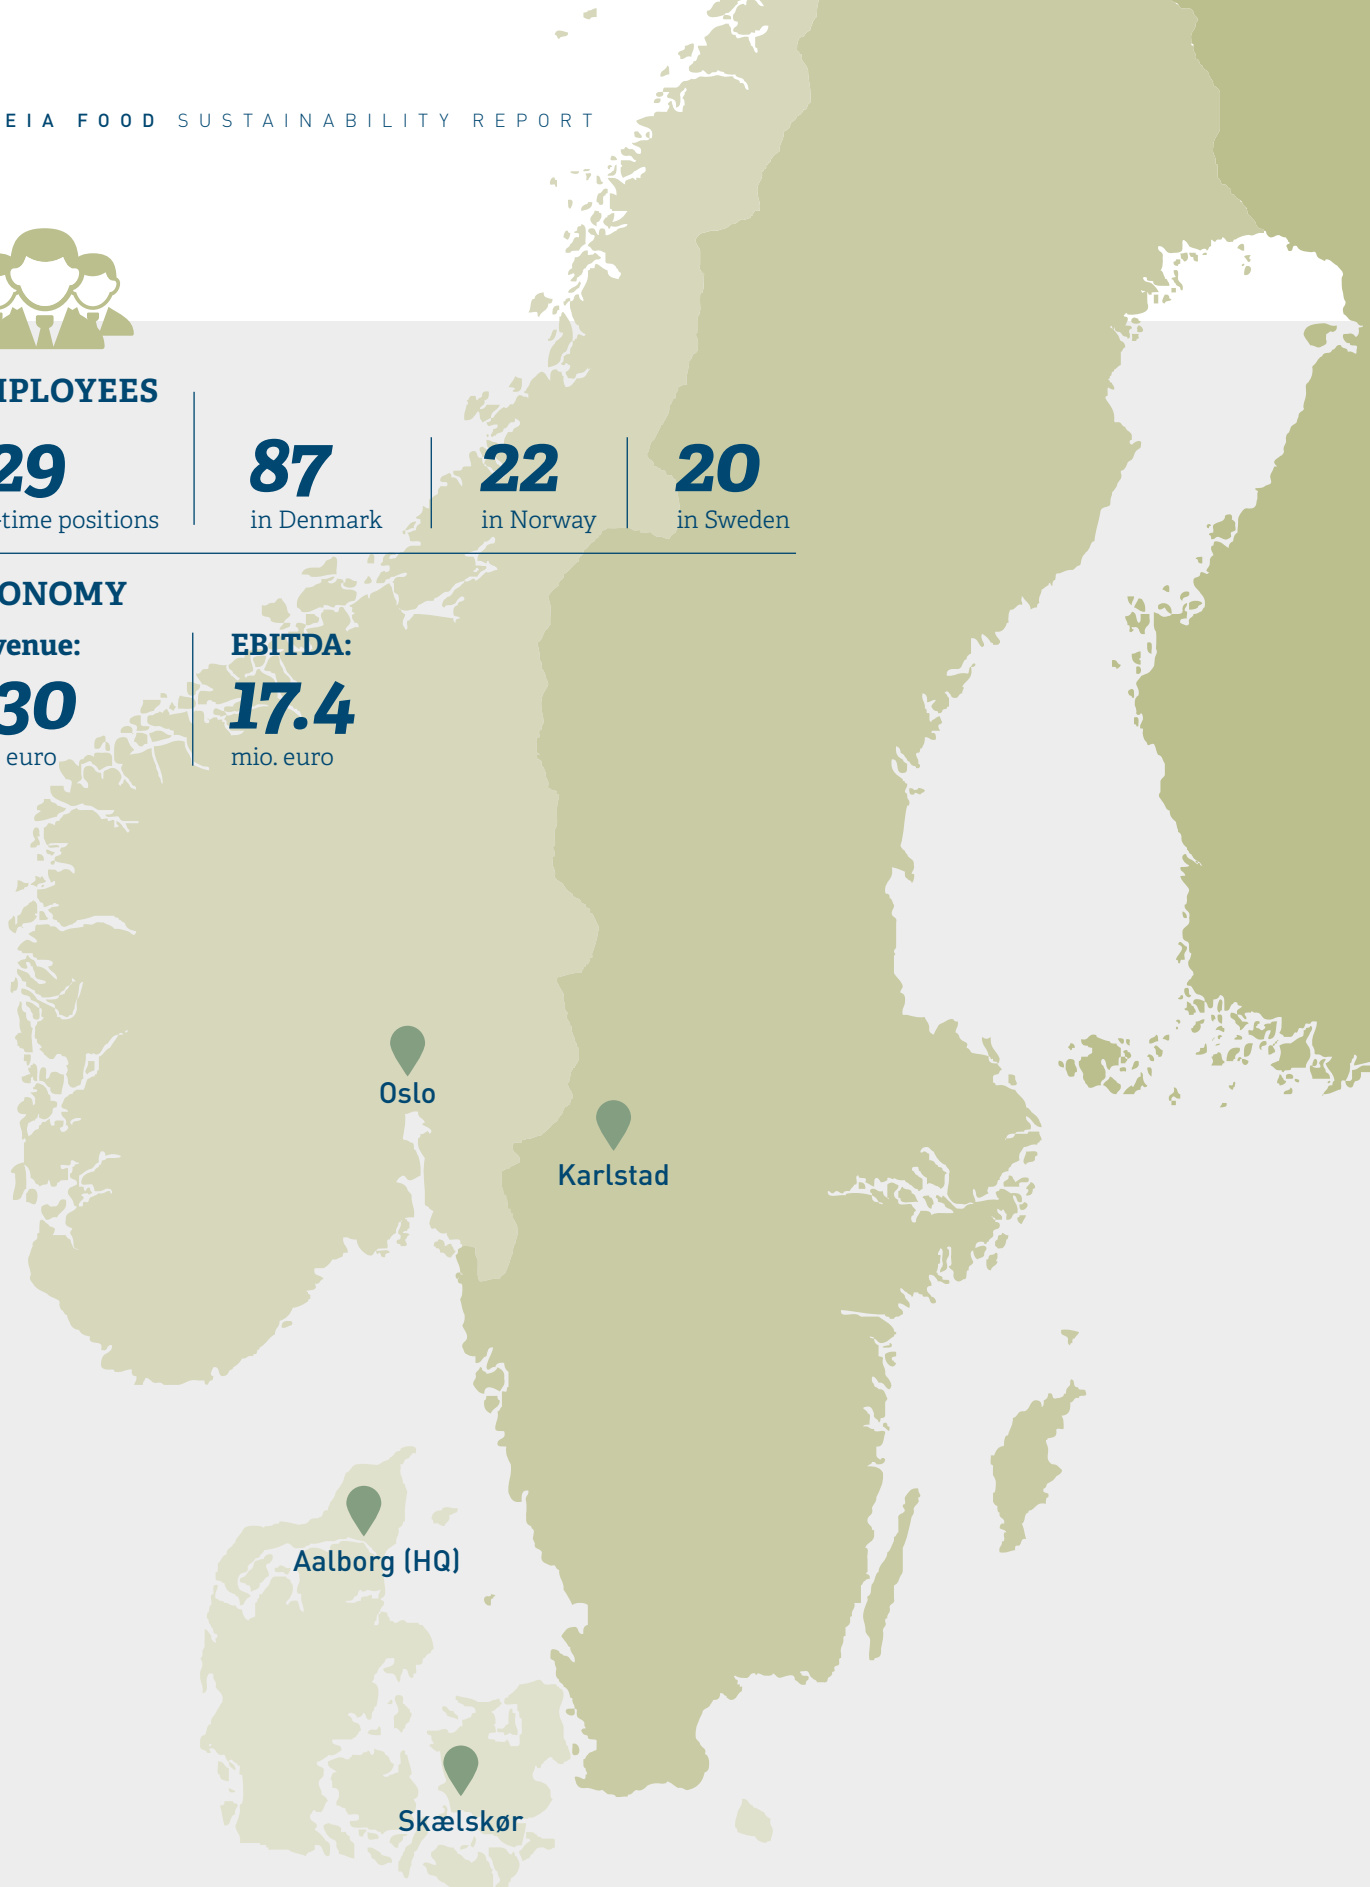 EIA FOOD SUSTAINABILITY REPORT
MPLOYEES
29
-time positions
87
in Denmark
22
in Norway
20
in Sweden
ONOMY
venue:
30
euro
EBITDA:
17.4
mio. euro
Oslo
Karlstad
Aalborg (HQ)
Skælskør